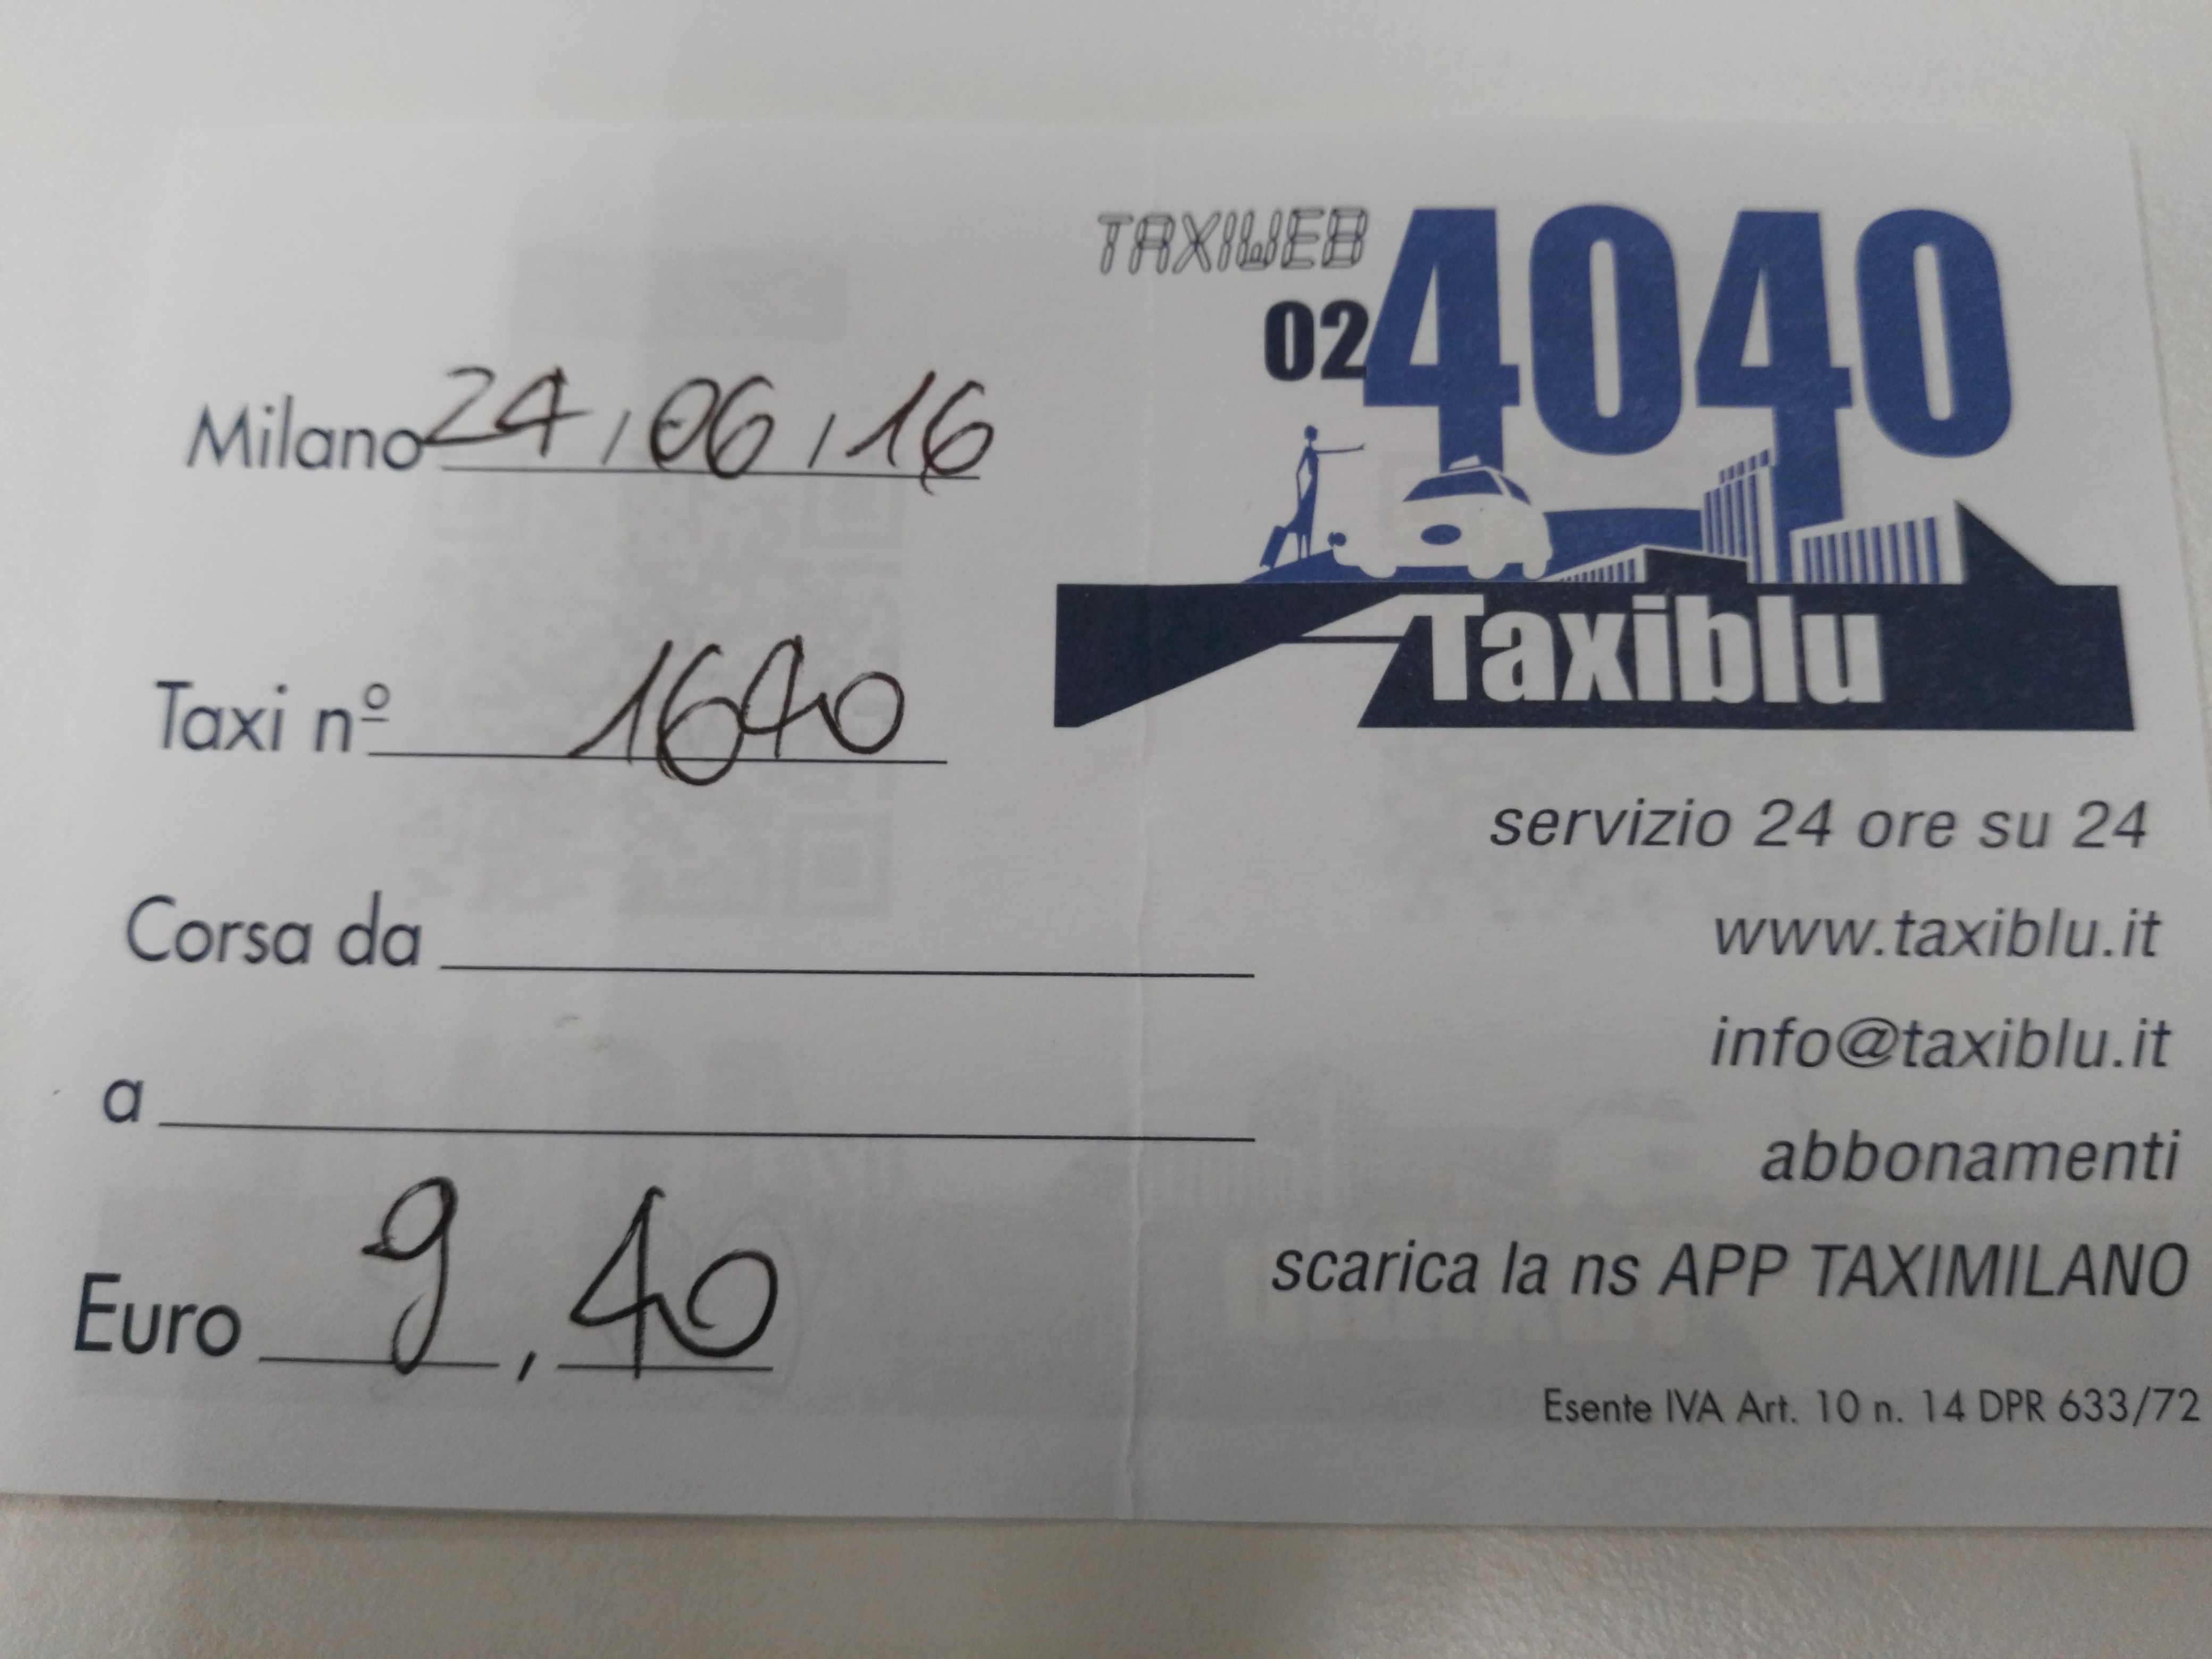 TAXIWEB
02 4040
Taxiblu
Milano 24/06/16
Taxi nº 1640
Corsa da
a
Euro 9,40
servizio 24 ore su 24
www.taxiblu.it
info@taxiblu.it
abbonamenti
scarica la ns APP TAXIMILANO
Esente IVA Art. 10 n. 14 DPR 633/72